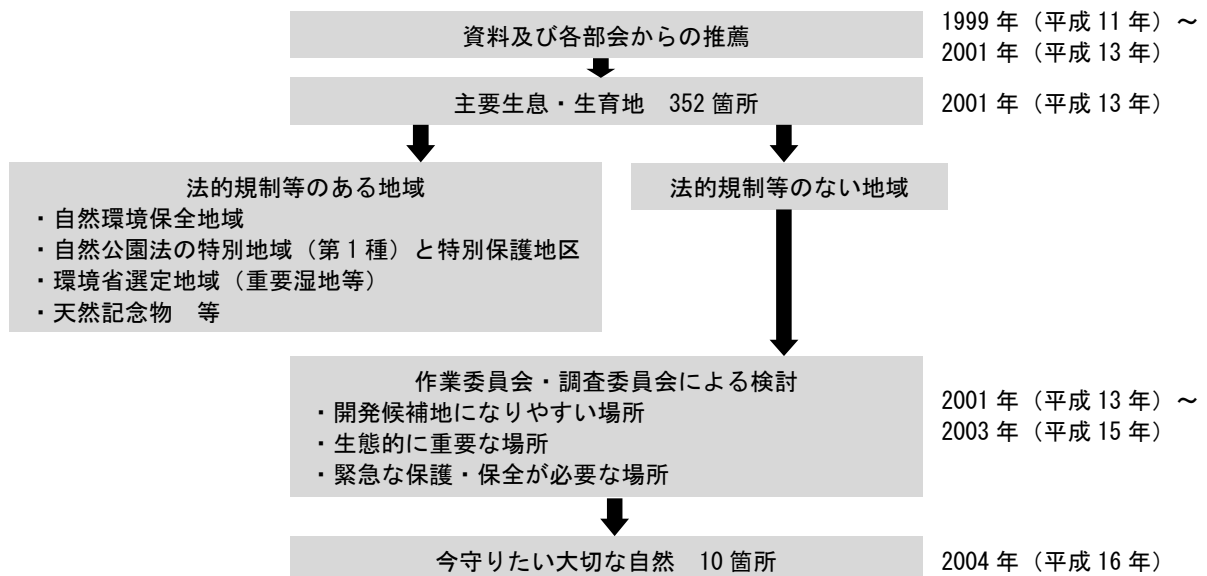 資料及び各部会からの推薦
1999 年（平成 11 年）～
2001 年（平成 13 年）
主要生息・生育地　352 箇所
2001 年（平成 13 年）
法的規制等のある地域
・自然環境保全地域
・自然公園法の特別地域（第１種）と特別保護地区
・環境省選定地域（重要湿地等）
・天然記念物　等
法的規制等のない地域
作業委員会・調査委員会による検討
・開発候補地になりやすい場所
・生態的に重要な場所
・緊急な保護・保全が必要な場所
2001 年（平成 13 年）～
2003 年（平成 15 年）
今守りたい大切な自然　10 箇所
2004 年（平成 16 年）